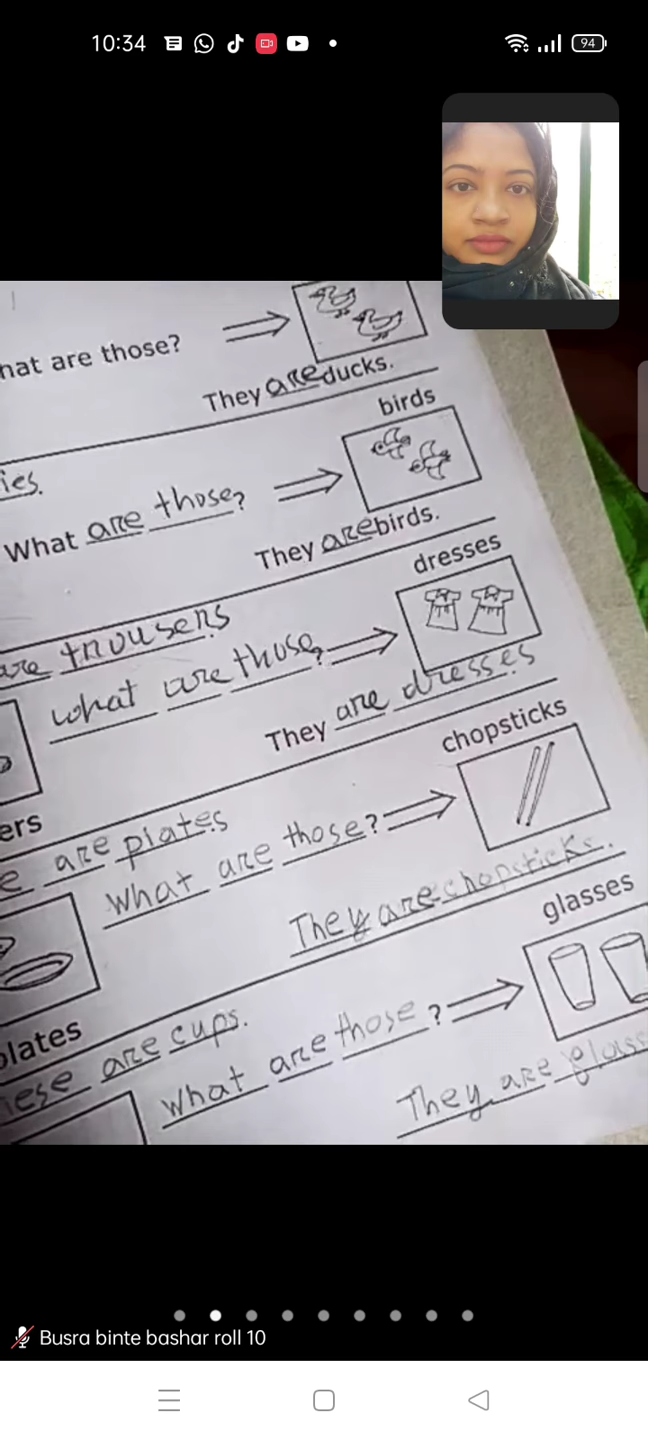 10:34
94
hat are those?
They are ducks.
birds
ies.
What are those?
They are birds.
dresses
are trousers
what are those?
They are dresses
chopsticks
ers
e are plates
What are those?
They are chopsticks.
glasses
plates
hese are cups.
What are those?
They are glass
Busra binte bashar roll 10